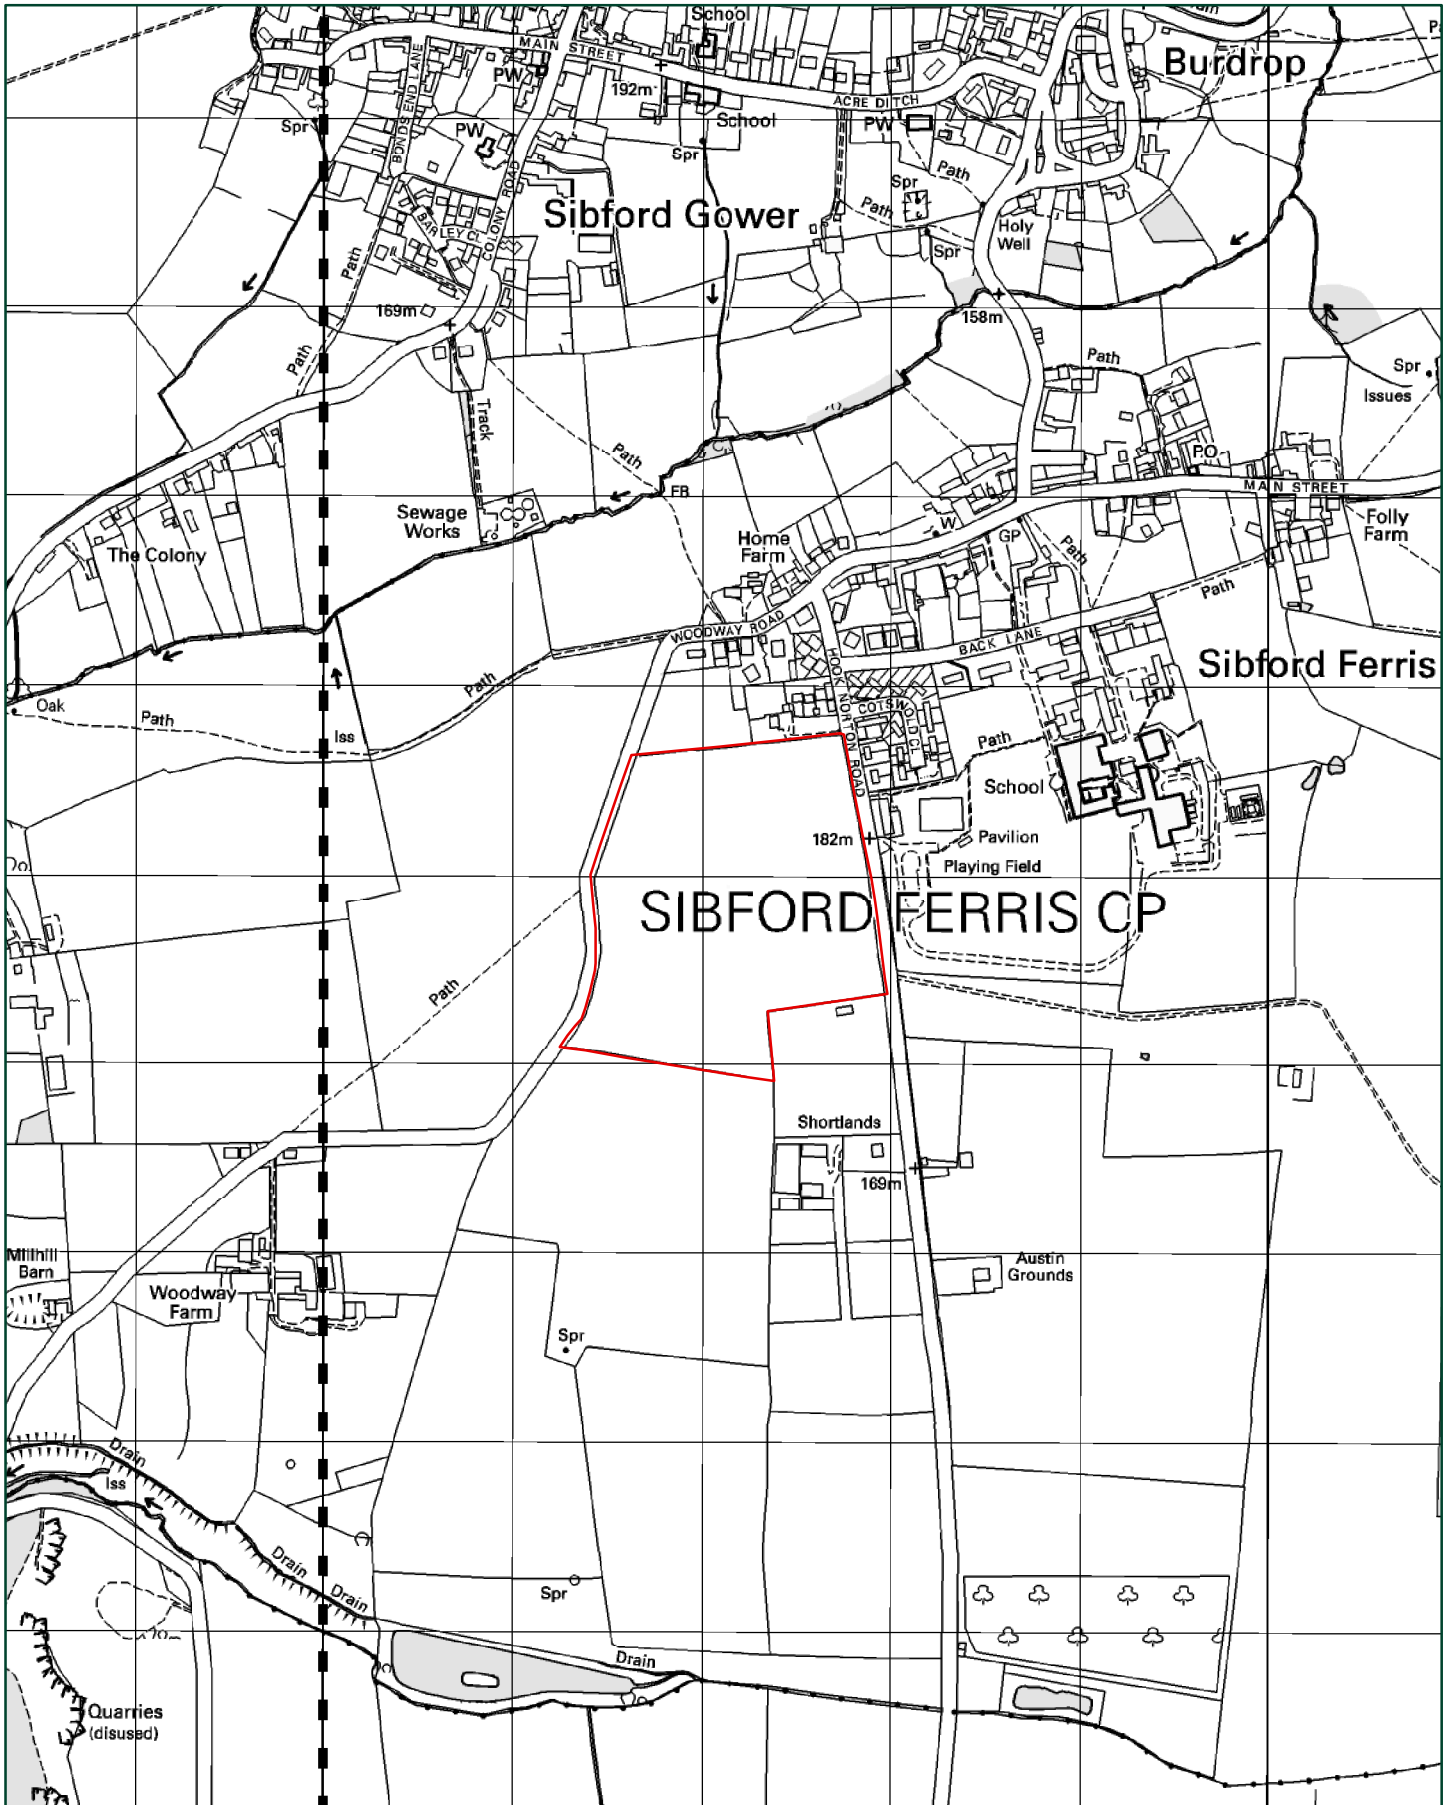 School
MAIN STREET
Burdrop
PW
192m
ACRE DITCH
BONDS END LANE
Spr
School
PW
PW
Spr
Path
COLONY ROAD
Spr
Sibford Gower
Path
BARLEY CL
Holy
Well
Spr
Path
169m
158m
Path
Path
Spr
Issues
Track
Path
PO
FB
MAIN STREET
Sewage
Works
W
Folly
Farm
Home
Farm
GP
Path
The Colony
Path
WOODWAY ROAD
BACK LANE
HOOK NORTON ROAD
Sibford Ferris
Path
Oak
Path
COTSWOLD CL
Iss
Path
School
182m
Pavilion
Playing Field
SIBFORD FERRIS CP
Path
Shortlands
169m
Millhill
Barn
Austin
Grounds
Woodway
Farm
Spr
Drain
Iss
Drain
Drain
Spr
Drain
Quarries
(disused)